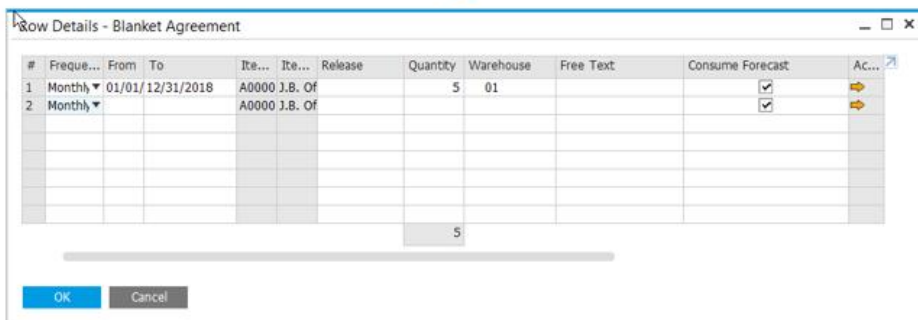 Row Details - Blanket Agreement
# Freque... From To Ite... Ite... Release Quantity Warehouse Free Text Consume Forecast Ac...
1 Monthly 01/01/ 12/31/2018 A0000 J.B. Of 5 01
2 Monthly A0000 J.B. Of
5
OK Cancel